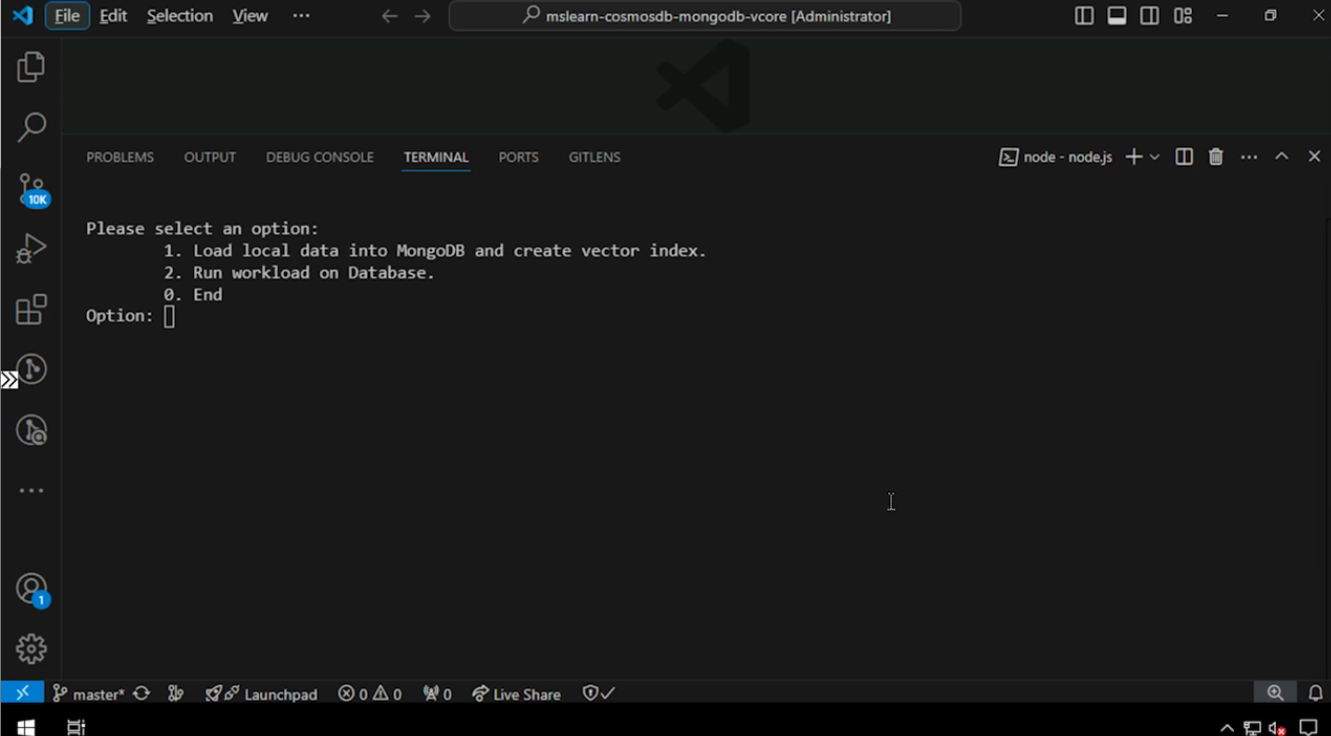 File Edit Selection View ··· mslearn-cosmosdb-mongodb-vcore [Administrator]
PROBLEMS OUTPUT DEBUG CONSOLE TERMINAL PORTS GITLENS node - node.js
10K
Please select an option:
1. Load local data into MongoDB and create vector index.
2. Run workload on Database.
0. End
Option:
1
master* Launchpad 0 0 0 Live Share